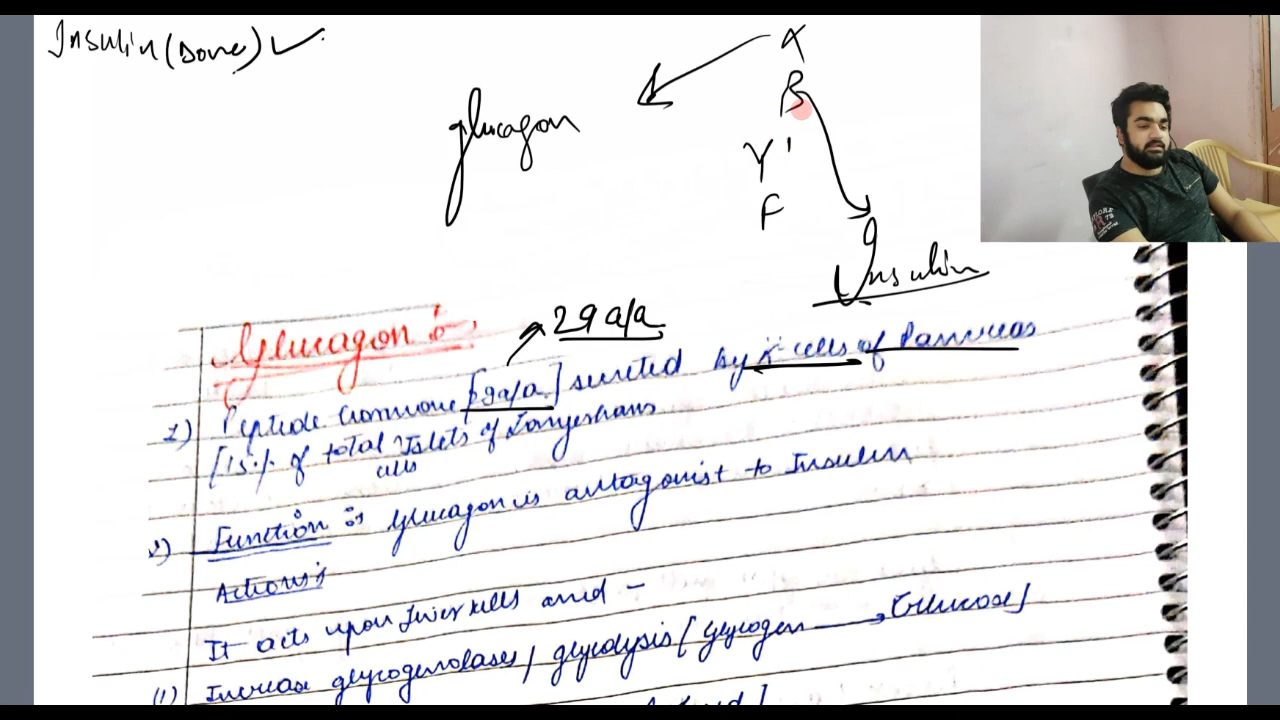 Insulin (Done) ✓
α
β
glucagon
γ
F
Insulin
29 a/a
Glucagon :-
1) Peptide hormone [29a/a] secreted by α-cells of Pancreas
[15% of total Islets of Langerhans
cells
2) Function :- Glucagon is antagonist to Insulin
Actions:
It acts upon liver cells and -
(1) Increase glycogenolases / glycolysis [Glycogen → Glucose]